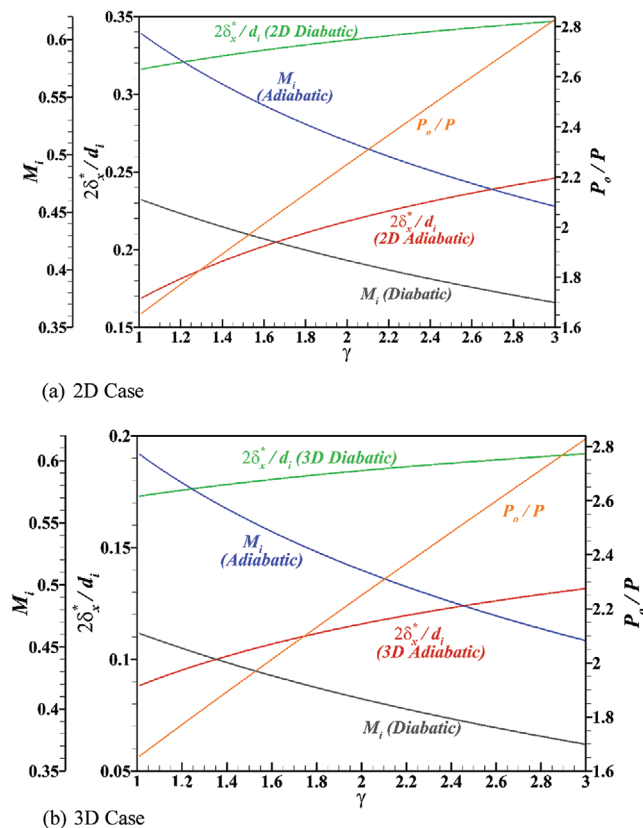 0.35
0.3
0.25
0.2
0.15
0.6
0.55
0.5
0.45
0.4
0.35
M_i
2δ*_x/d_i
2δ*_x/d_i (2D Diabatic)
M_i
(Adiabatic)
P_o/P
2δ*_x/d_i
(2D Adiabatic)
M_i (Diabatic)
2.8
2.6
2.4
2.2
2
1.8
1.6
P_o/P
1 1.2 1.4 1.6 1.8 2 2.2 2.4 2.6 2.8 3
γ
(a) 2D Case
0.2
0.15
0.1
0.05
0.6
0.55
0.5
0.45
0.4
0.35
M_i
2δ*_x/d_i
2δ*_x/d_i (3D Diabatic)
M_i
(Adiabatic)
P_o/P
2δ*_x/d_i
(3D Adiabatic)
M_i (Diabatic)
2.8
2.6
2.4
2.2
2
1.8
1.6
P_o/P
1 1.2 1.4 1.6 1.8 2 2.2 2.4 2.6 2.8 3
γ
(b) 3D Case